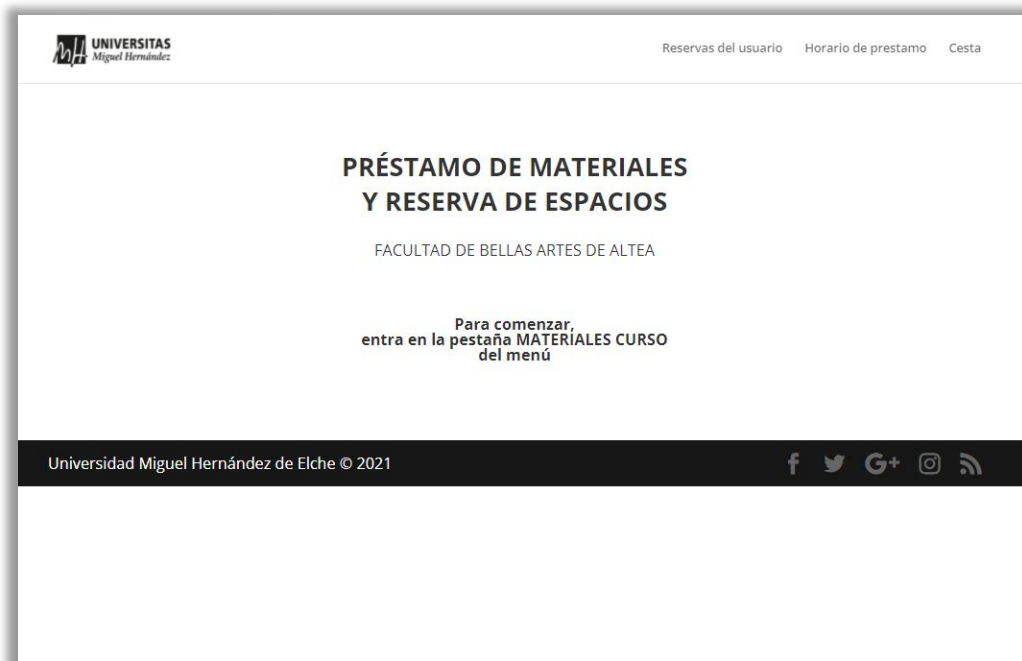 UNIVERSITAS
Miguel Hernández
Reservas del usuario Horario de prestamo Cesta
PRÉSTAMO DE MATERIALES
Y RESERVA DE ESPACIOS
FACULTAD DE BELLAS ARTES DE ALTEA
Para comenzar,
entra en la pestaña MATERIALES CURSO
del menú
Universidad Miguel Hernández de Elche © 2021